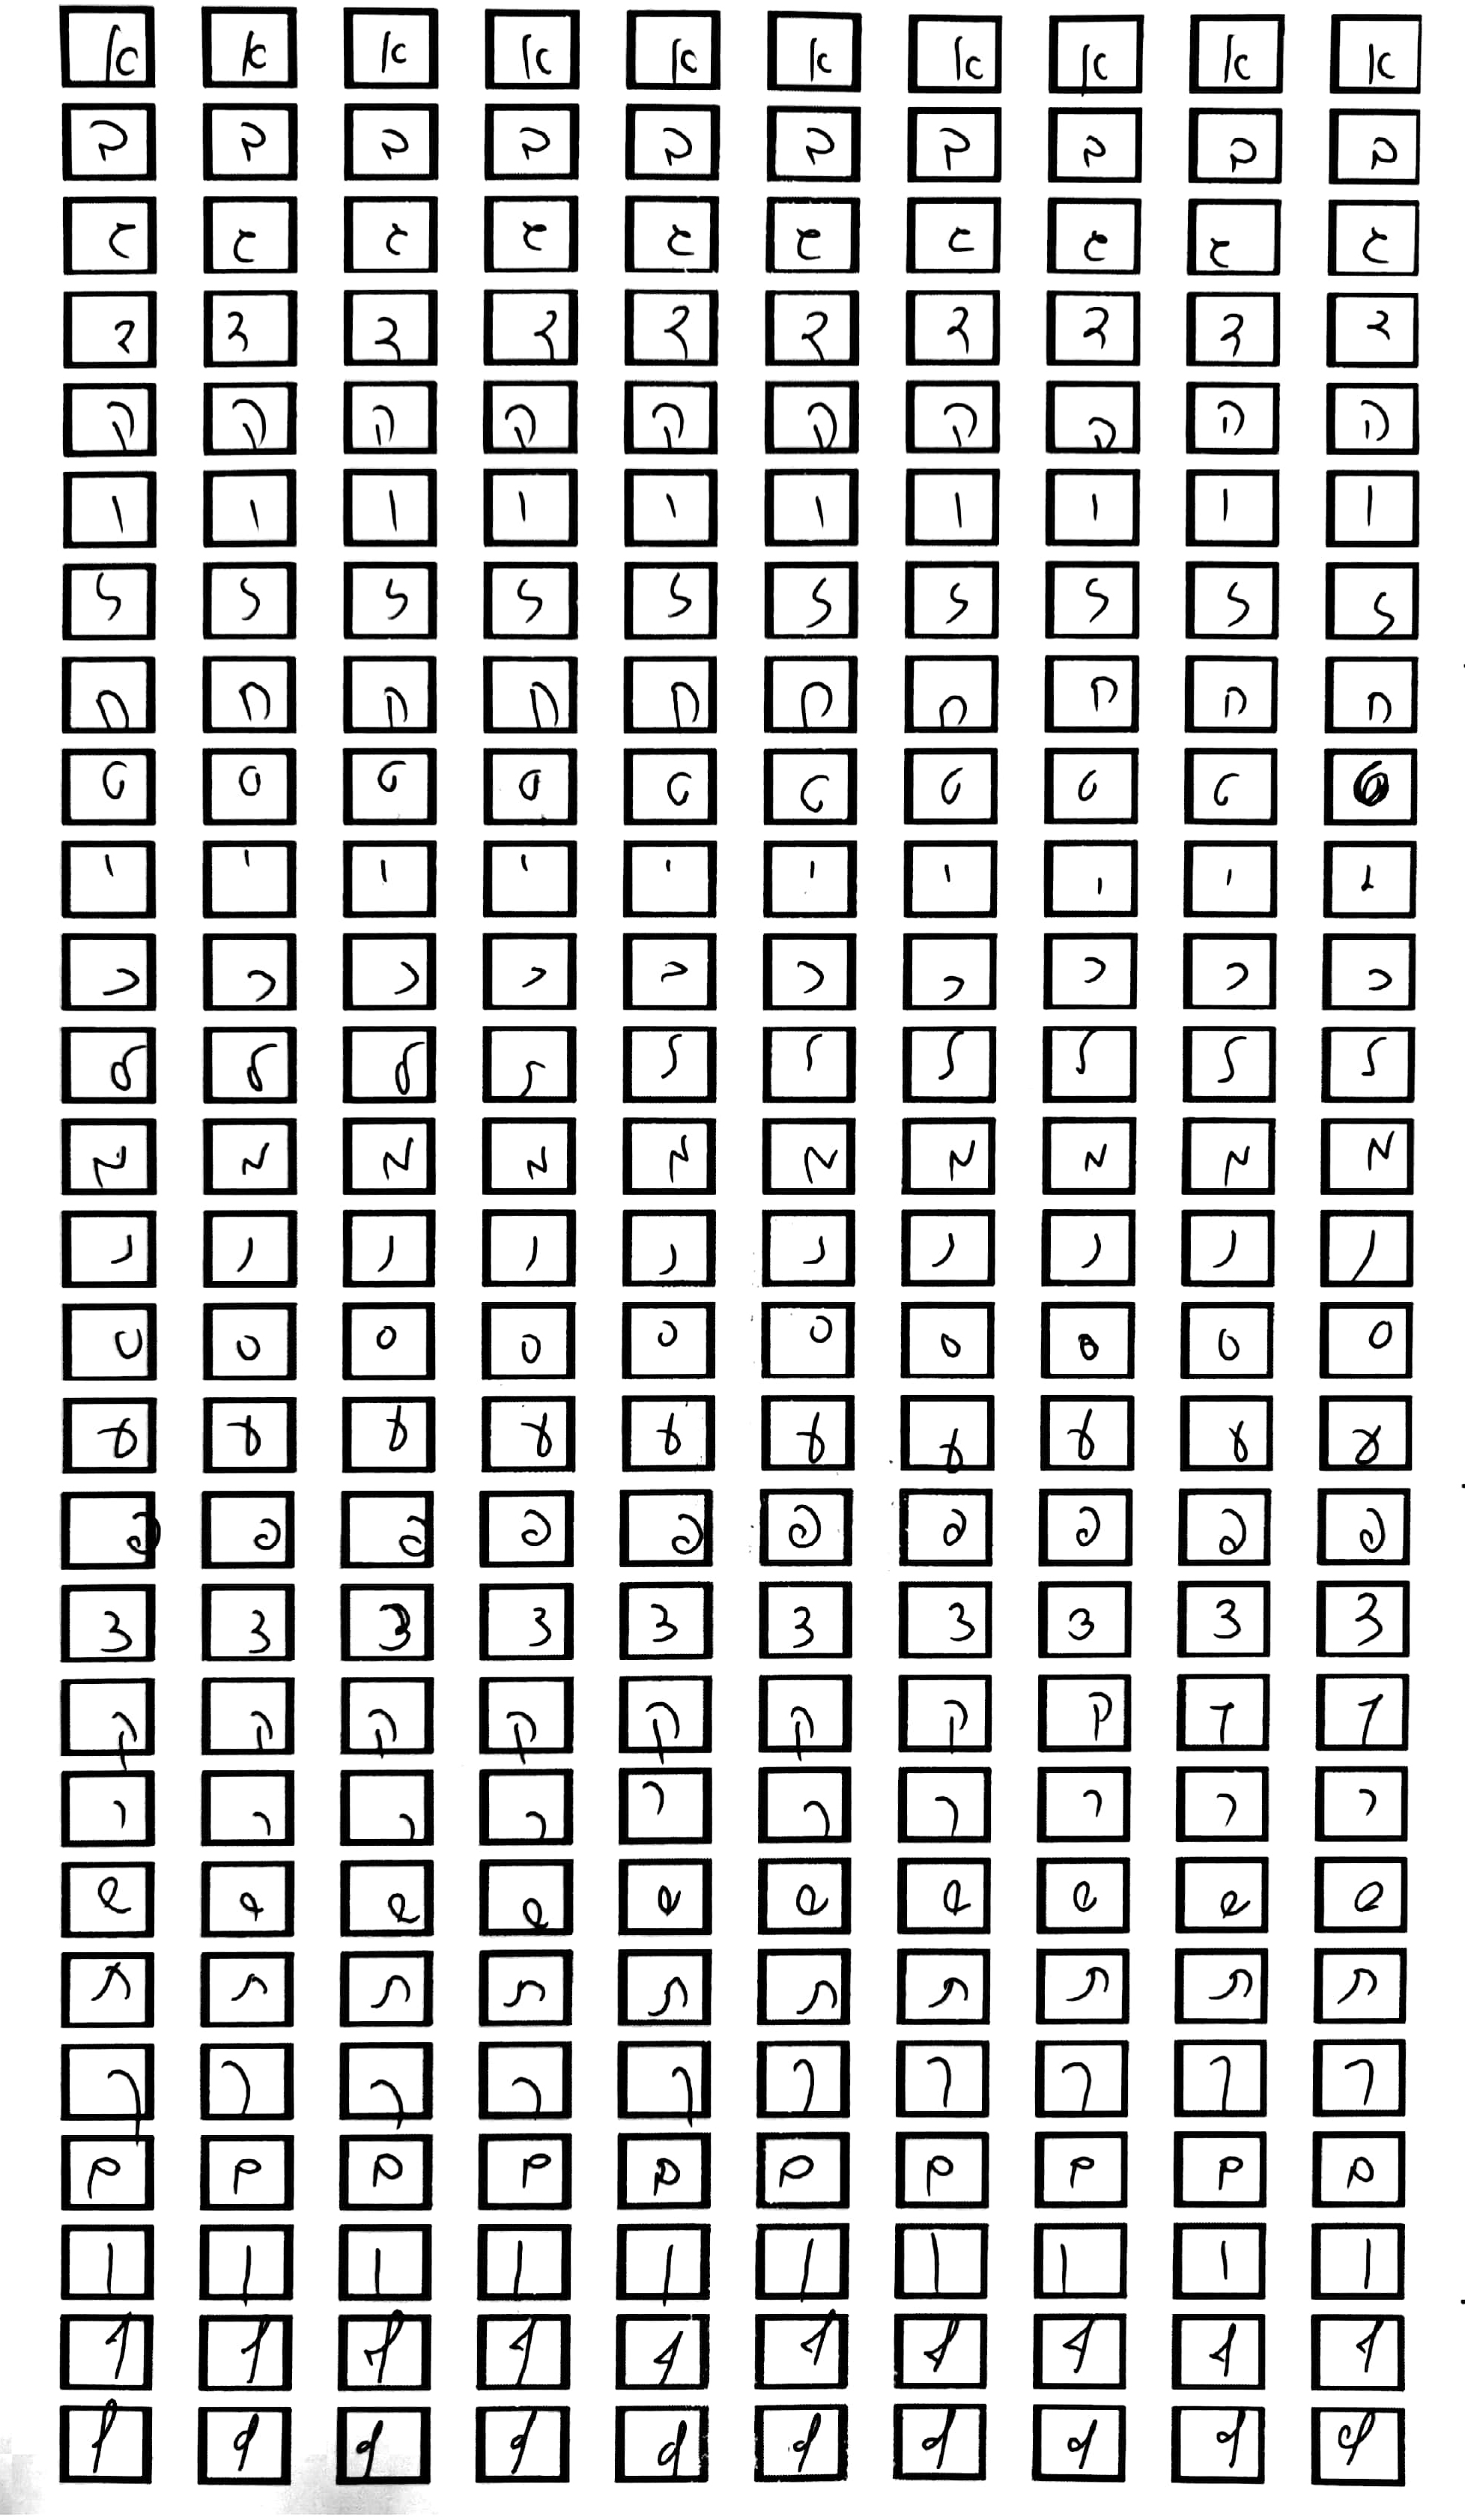 א א א א א א א א א א
ב ב ב ב ב ב ב ב ב ב
ג ג ג ג ג ג ג ג ג ג
ד ד ד ד ד ד ד ד ד ד
ה ה ה ה ה ה ה ה ה ה
ו ו ו ו ו ו ו ו ו ו
ז ז ז ז ז ז ז ז ז ז
ח ח ח ח ח ח ח ח ח ח
ט ט ט ט ט ט ט ט ט ט
י י י י י י י י י י
כ כ כ כ כ כ כ כ כ כ
ל ל ל ל ל ל ל ל ל ל
מ מ מ מ מ מ מ מ מ מ
נ נ נ נ נ נ נ נ נ נ
ס ס ס ס ס ס ס ס ס ס
ע ע ע ע ע ע ע ע ע ע
פ פ פ פ פ פ פ פ פ פ
צ צ צ צ צ צ צ צ צ צ
ק ק ק ק ק ק ק ק ק ק
ר ר ר ר ר ר ר ר ר ר
ש ש ש ש ש ש ש ש ש ש
ת ת ת ת ת ת ת ת ת ת
ך ך ך ך ך ך ך ך ך ך
ם ם ם ם ם ם ם ם ם ם
ן ן ן ן ן ן ן ן ן ן
ף ף ף ף ף ף ף ף ף ף
ץ ץ ץ ץ ץ ץ ץ ץ ץ ץ